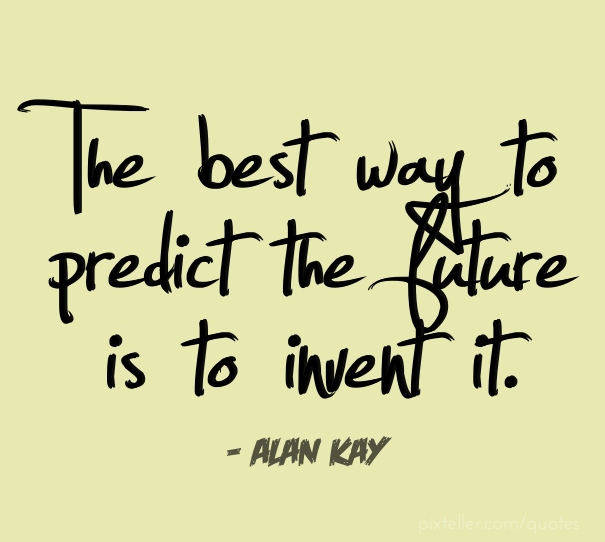 The best way to
predict the future
is to invent it.
- ALAN KAY
pixteller.com/quotes